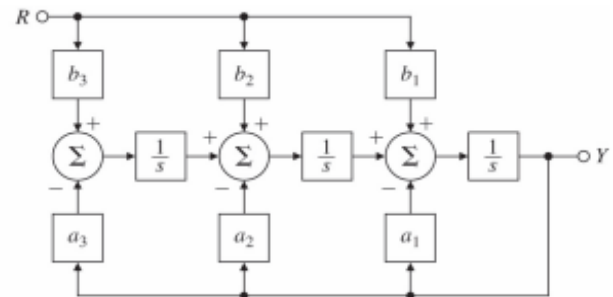 R
b₃ b₂ b₁
+ + + + +
Σ 1/s Σ 1/s Σ 1/s Y
− − −
a₃ a₂ a₁